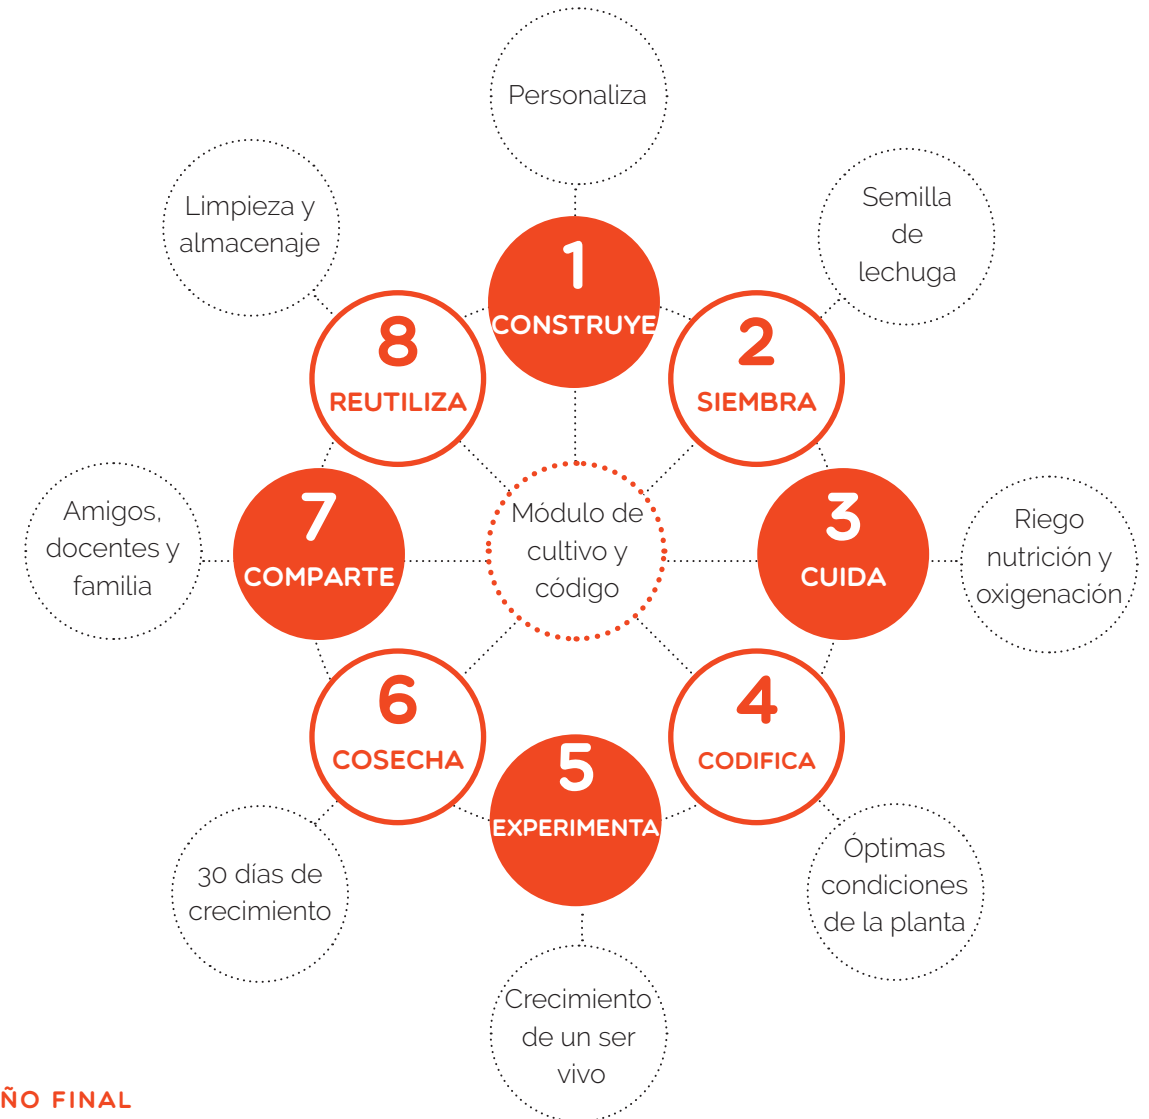 Personaliza
1
CONSTRUYE
Semilla
de
lechuga
2
SIEMBRA
Riego
nutrición y
oxigenación
3
CUIDA
Óptimas
condiciones
de la planta
4
CODIFICA
Crecimiento
de un ser
vivo
5
EXPERIMENTA
30 días de
crecimiento
6
COSECHA
Amigos,
docentes y
familia
7
COMPARTE
Limpieza y
almacenaje
8
REUTILIZA
Módulo de
cultivo y
código
ÑO FINAL